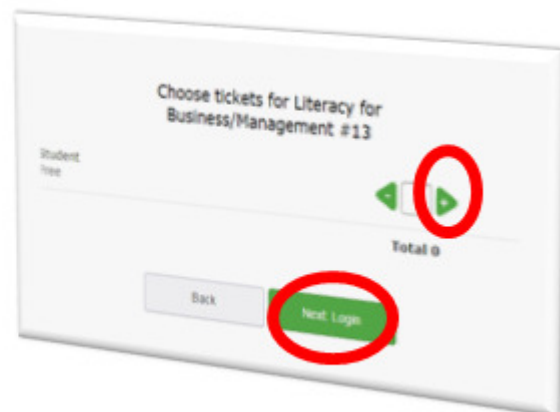 Choose tickets for Literacy for
Business/Management #13
Student
Free
- +
Total 0
Back
Next: Login